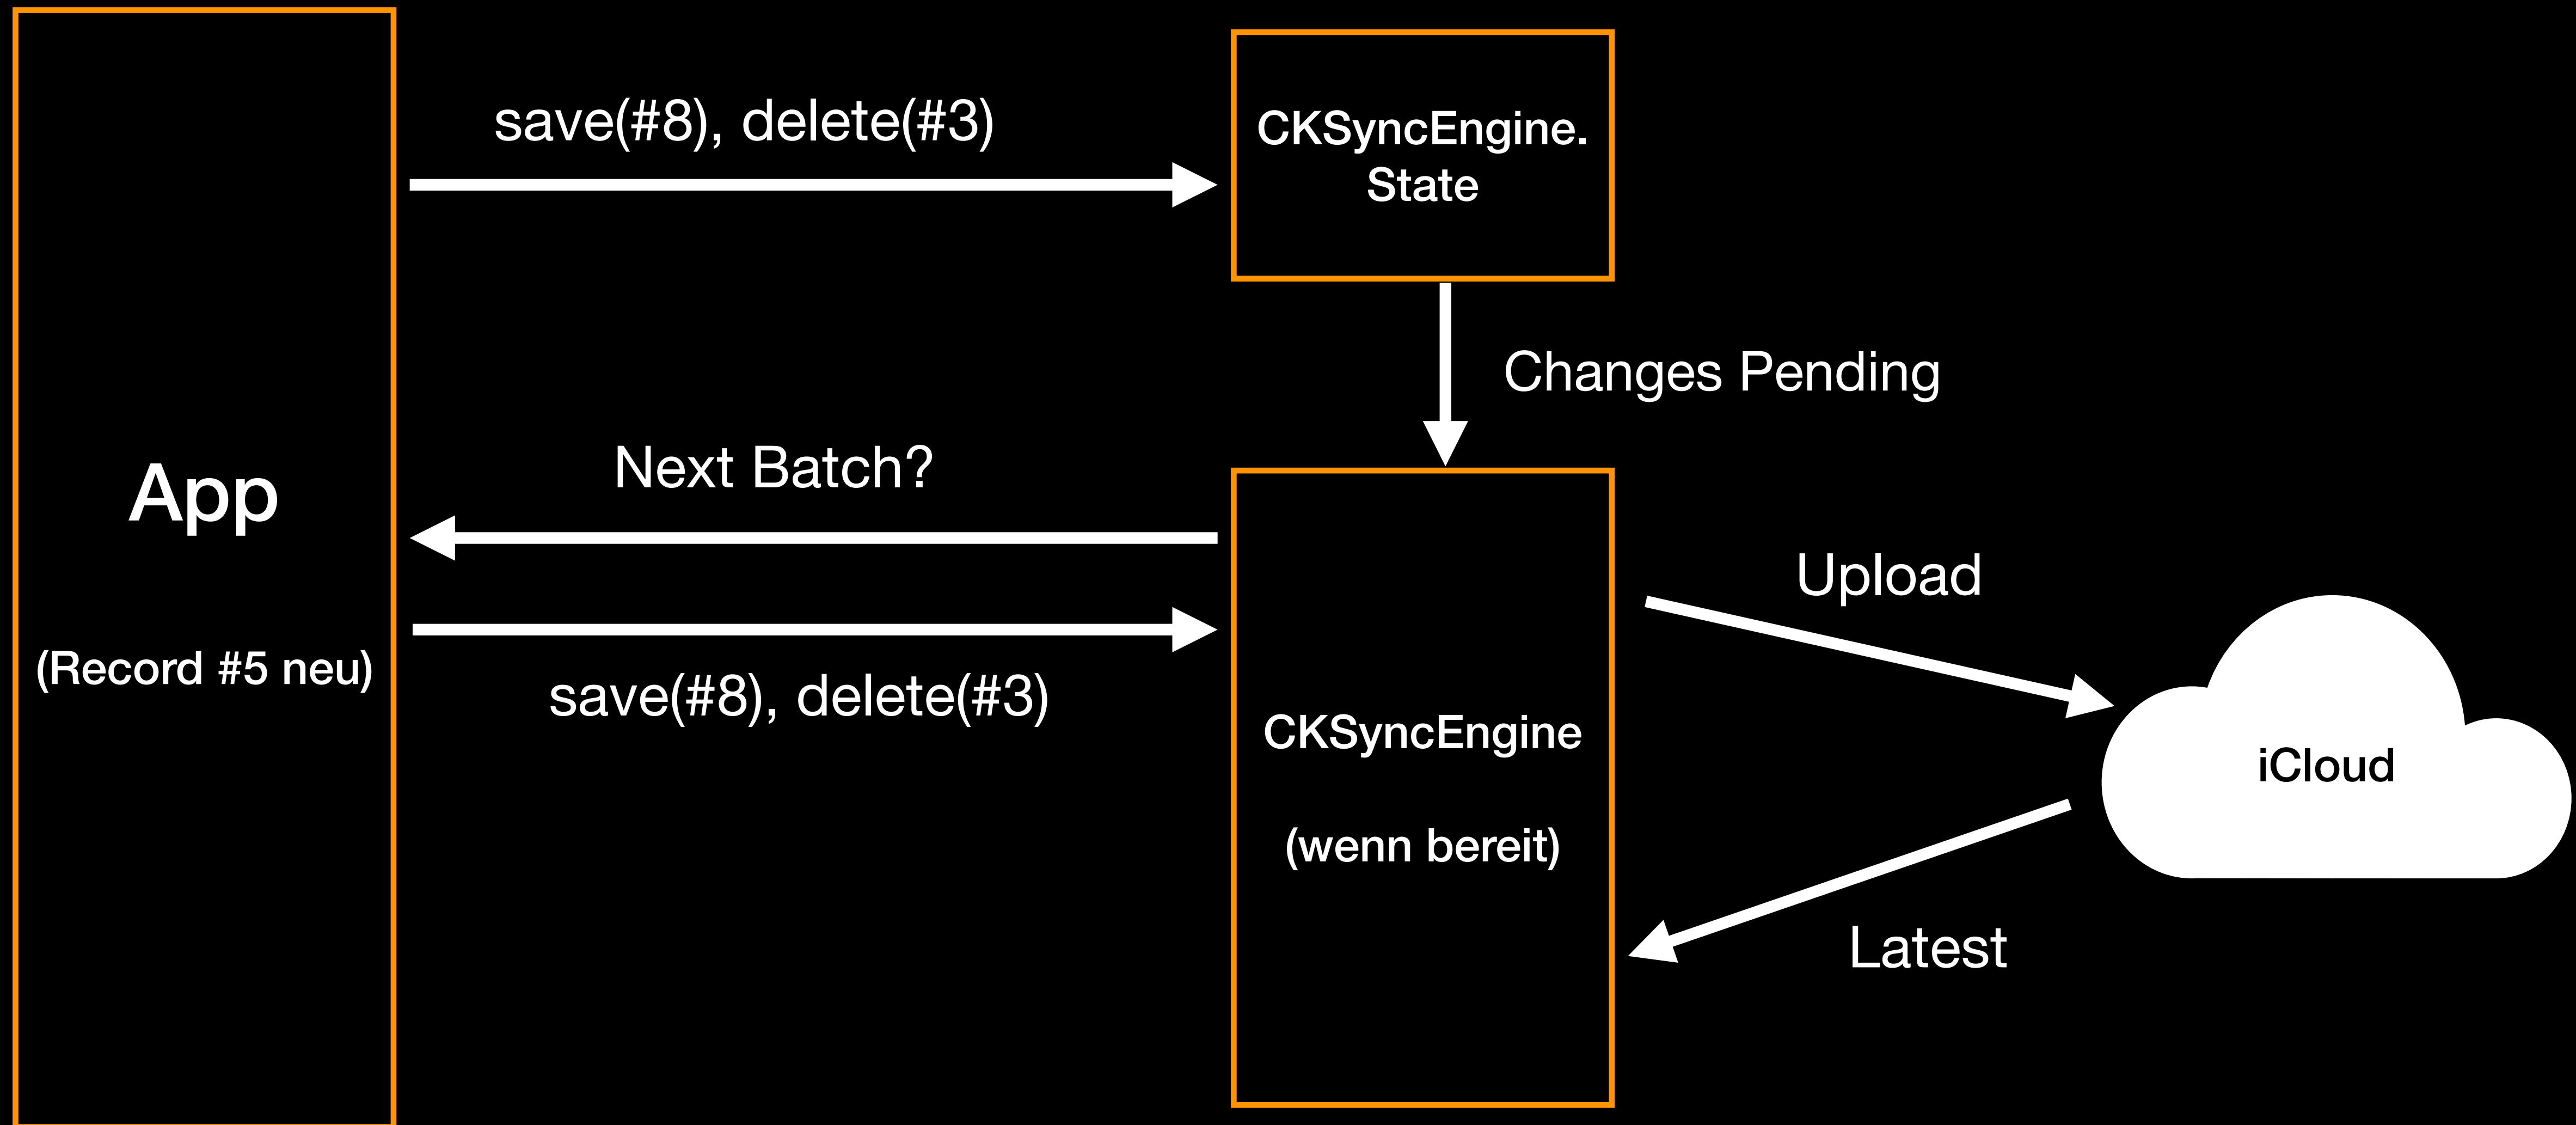 save(#8), delete(#3)
CKSyncEngine.
State
Changes Pending
Next Batch?
App
Upload
(Record #5 neu)
save(#8), delete(#3)
CKSyncEngine
iCloud
(wenn bereit)
Latest